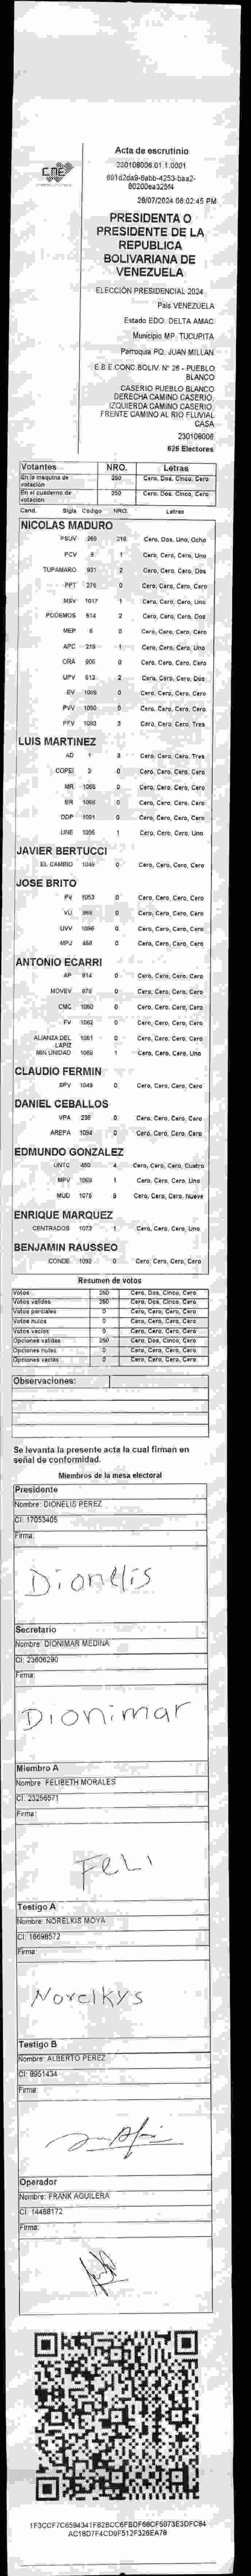 Acta de escrutinio
CNE
230108006.01.1.0001
691d2da9-6abb-4253-baa2-
80200ea32564
28/07/2024 06:02:45 PM
PRESIDENTA O
PRESIDENTE DE LA
REPÚBLICA
BOLIVARIANA DE
VENEZUELA
ELECCIÓN PRESIDENCIAL 2024
País VENEZUELA
Estado EDO. DELTA AMAC
Municipio MP. TUCUPITA
Parroquia PQ. JUAN MILLAN
E.B.E.CONC.BOLIV. N° 26 - PUEBLO
BLANCO
CASERIO PUEBLO BLANCO
DERECHA CAMINO CASERIO.
IZQUIERDA CAMINO CASERIO.
FRENTE CAMINO AL RIO FLUVIAL
CASA
230108006
626 Electores
Votantes NRO. Letras
En la maquina de votación 250 Cero, Dos, Cinco, Cero
En el cuaderno de votación 250 Cero, Dos, Cinco, Cero
Cand. Sigla Código NRO. Letras
NICOLAS MADURO
PSUV 269 218 Cero, Dos, Uno, Ocho
PCV 8 1 Cero, Cero, Cero, Uno
TUPAMARO 931 2 Cero, Cero, Cero, Dos
PPT 276 0 Cero, Cero, Cero, Cero
MSV 1017 1 Cero, Cero, Cero, Uno
PODEMOS 514 2 Cero, Cero, Cero, Dos
MEP 6 0 Cero, Cero, Cero, Cero
APC 219 1 Cero, Cero, Cero, Uno
ORA 906 0 Cero, Cero, Cero, Cero
UPV 613 2 Cero, Cero, Cero, Dos
EV 1089 0 Cero, Cero, Cero, Cero
PVV 1090 0 Cero, Cero, Cero, Cero
PFV 1093 3 Cero, Cero, Cero, Tres
LUIS MARTINEZ
AD 1 3 Cero, Cero, Cero, Tres
COPEI 2 0 Cero, Cero, Cero, Cero
MR 1065 0 Cero, Cero, Cero, Cero
BR 1066 0 Cero, Cero, Cero, Cero
DDP 1091 0 Cero, Cero, Cero, Cero
UNE 1095 1 Cero, Cero, Cero, Uno
JAVIER BERTUCCI
EL CAMBIO 1048 0 Cero, Cero, Cero, Cero
JOSE BRITO
PV 1053 0 Cero, Cero, Cero, Cero
VU 968 0 Cero, Cero, Cero, Cero
UVV 1096 0 Cero, Cero, Cero, Cero
MPJ 458 0 Cero, Cero, Cero, Cero
ANTONIO ECARRI
AP 914 0 Cero, Cero, Cero, Cero
MOVEV 978 0 Cero, Cero, Cero, Cero
CMC 1060 0 Cero, Cero, Cero, Cero
FV 1062 0 Cero, Cero, Cero, Cero
ALIANZA DEL LAPIZ 1061 0 Cero, Cero, Cero, Cero
MIN UNIDAD 1069 1 Cero, Cero, Cero, Uno
CLAUDIO FERMIN
SPV 1049 0 Cero, Cero, Cero, Cero
DANIEL CEBALLOS
VPA 238 0 Cero, Cero, Cero, Cero
AREPA 1094 0 Cero, Cero, Cero, Cero
EDMUNDO GONZALEZ
UNTC 460 4 Cero, Cero, Cero, Cuatro
MPV 1069 1 Cero, Cero, Cero, Uno
MUD 1075 9 Cero, Cero, Cero, Nueve
ENRIQUE MARQUEZ
CENTRADOS 1073 1 Cero, Cero, Cero, Uno
BENJAMIN RAUSSEO
CONDE 1092 0 Cero, Cero, Cero, Cero
Resumen de votos
Votos 250 Cero, Dos, Cinco, Cero
Votos validos 250 Cero, Dos, Cinco, Cero
Votos parciales 0 Cero, Cero, Cero, Cero
Votos nulos 0 Cero, Cero, Cero, Cero
Votos vacíos 0 Cero, Cero, Cero, Cero
Opciones validas 250 Cero, Dos, Cinco, Cero
Opciones nulas 0 Cero, Cero, Cero, Cero
Opciones vacías 0 Cero, Cero, Cero, Cero
Observaciones:
Se levanta la presente acta la cual firman en
señal de conformidad.
Miembros de la mesa electoral
Presidente
Nombre: DIONELIS PEREZ
CI: 17053405
Firma:
Dionelis
Secretario
Nombre: DIONIMAR MEDINA
CI: 23606290
Firma:
Dionimar
Miembro A
Nombre: FELIBETH MORALES
CI: 23256571
Firma:
FeLi
Testigo A
Nombre: NORELKIS MOYA
CI: 16698572
Firma:
Norelkys
Testigo B
Nombre: ALBERTO PEREZ
CI: 8951434
Firma:
Operador
Nombre: FRANK AGUILERA
CI: 14488172
Firma:
1F3CCF7C6594341F82BCC6FBDF66CF5073E3DFC84
AC18D7F4CD9F512F326EA76